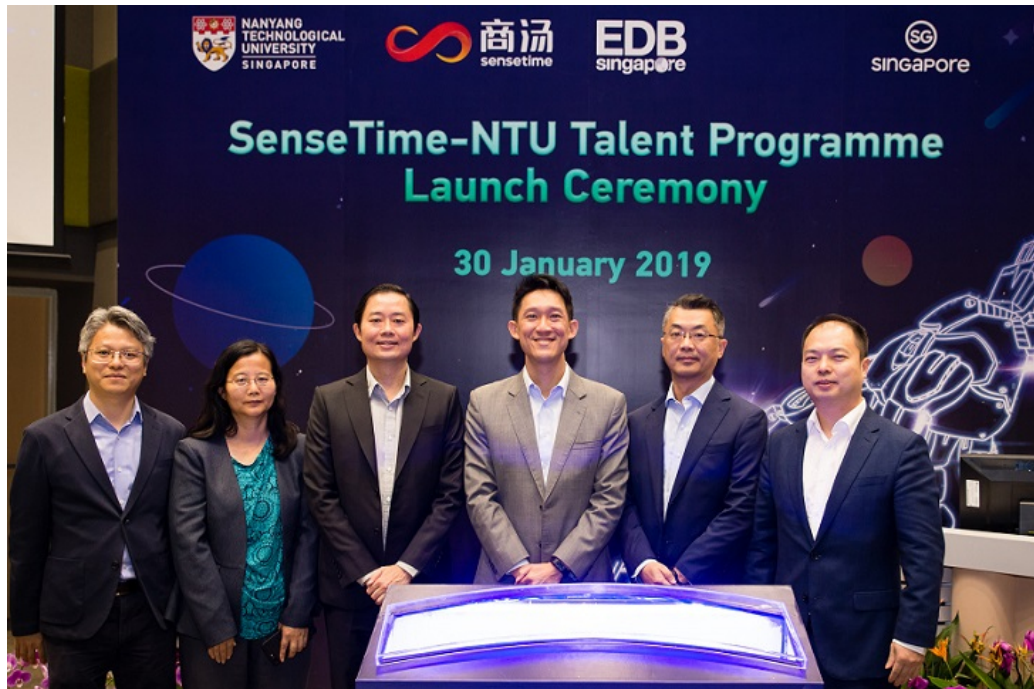 NANYANG
TECHNOLOGICAL
UNIVERSITY
SINGAPORE
商汤
sensetime
EDB
singapore
SG
SINGAPORE
SenseTime-NTU Talent Programme
Launch Ceremony
30 January 2019